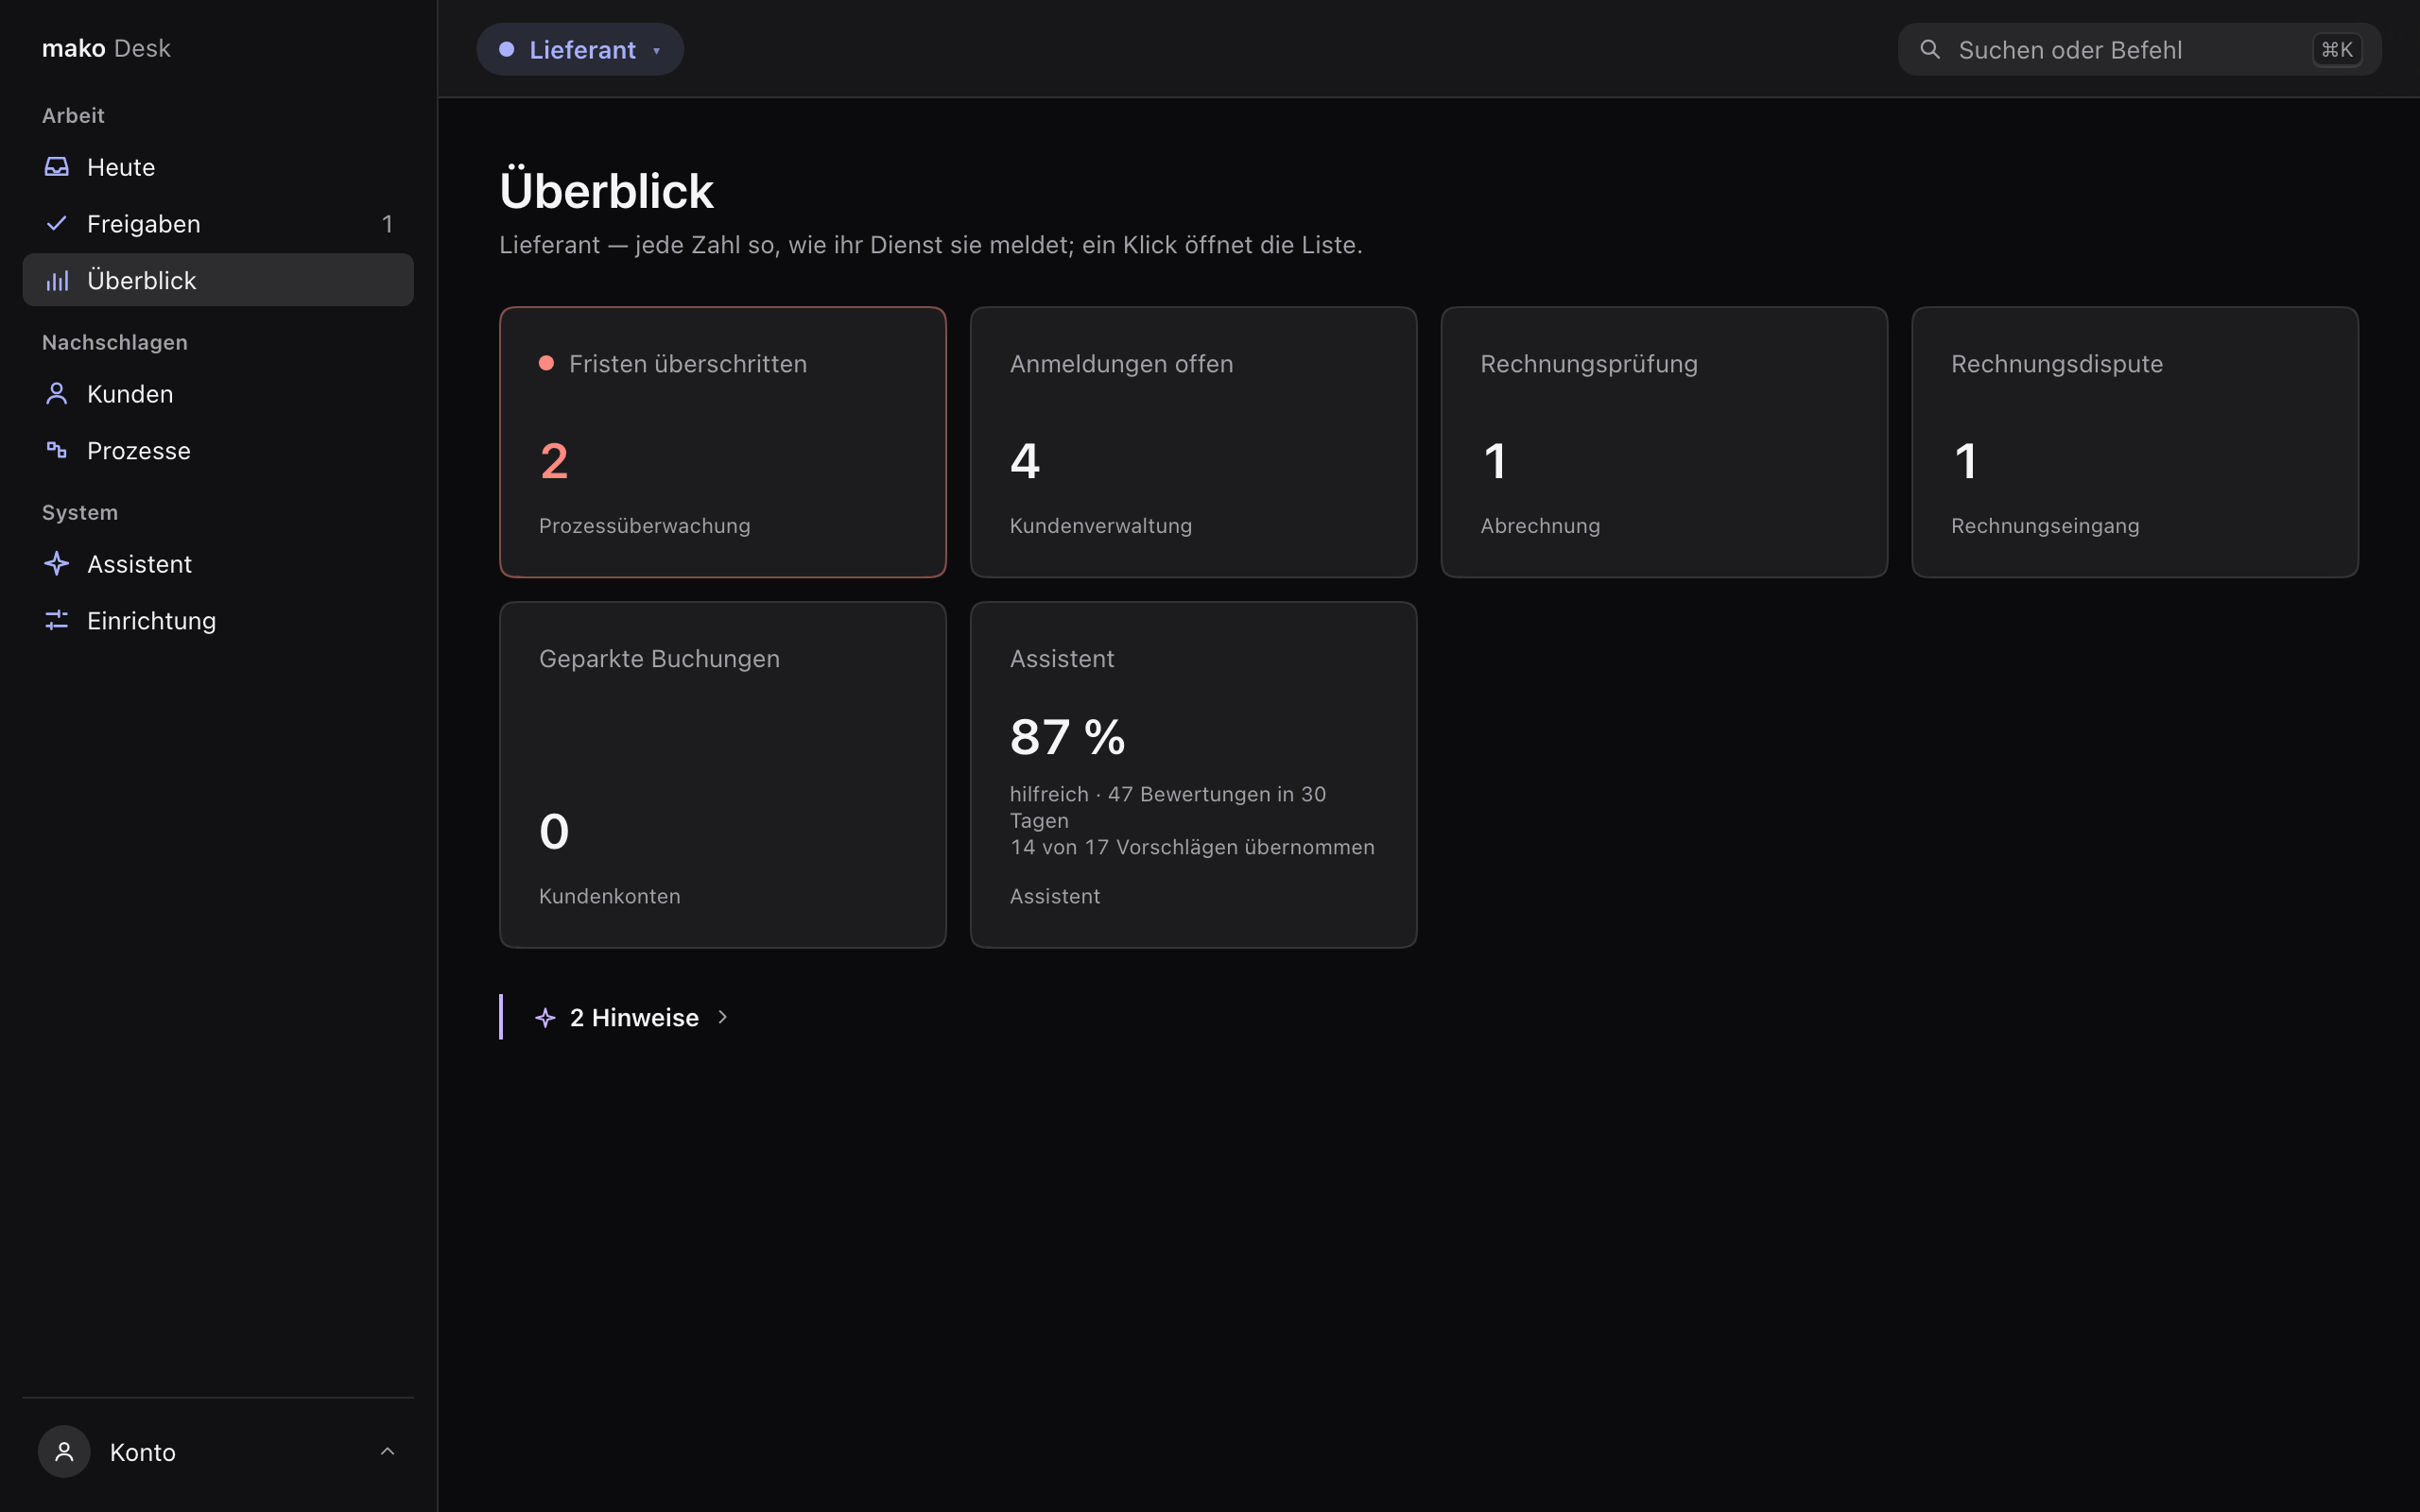 mako Desk
Arbeit
Heute
Freigaben 1
Überblick
Nachschlagen
Kunden
Prozesse
System
Assistent
Einrichtung
Konto
Lieferant
Suchen oder Befehl ⌘K
Überblick
Lieferant — jede Zahl so, wie ihr Dienst sie meldet; ein Klick öffnet die Liste.
Fristen überschritten
2
Prozessüberwachung
Anmeldungen offen
4
Kundenverwaltung
Rechnungsprüfung
1
Abrechnung
Rechnungsdispute
1
Rechnungseingang
Geparkte Buchungen
0
Kundenkonten
Assistent
87 %
hilfreich · 47 Bewertungen in 30
Tagen
14 von 17 Vorschlägen übernommen
Assistent
2 Hinweise